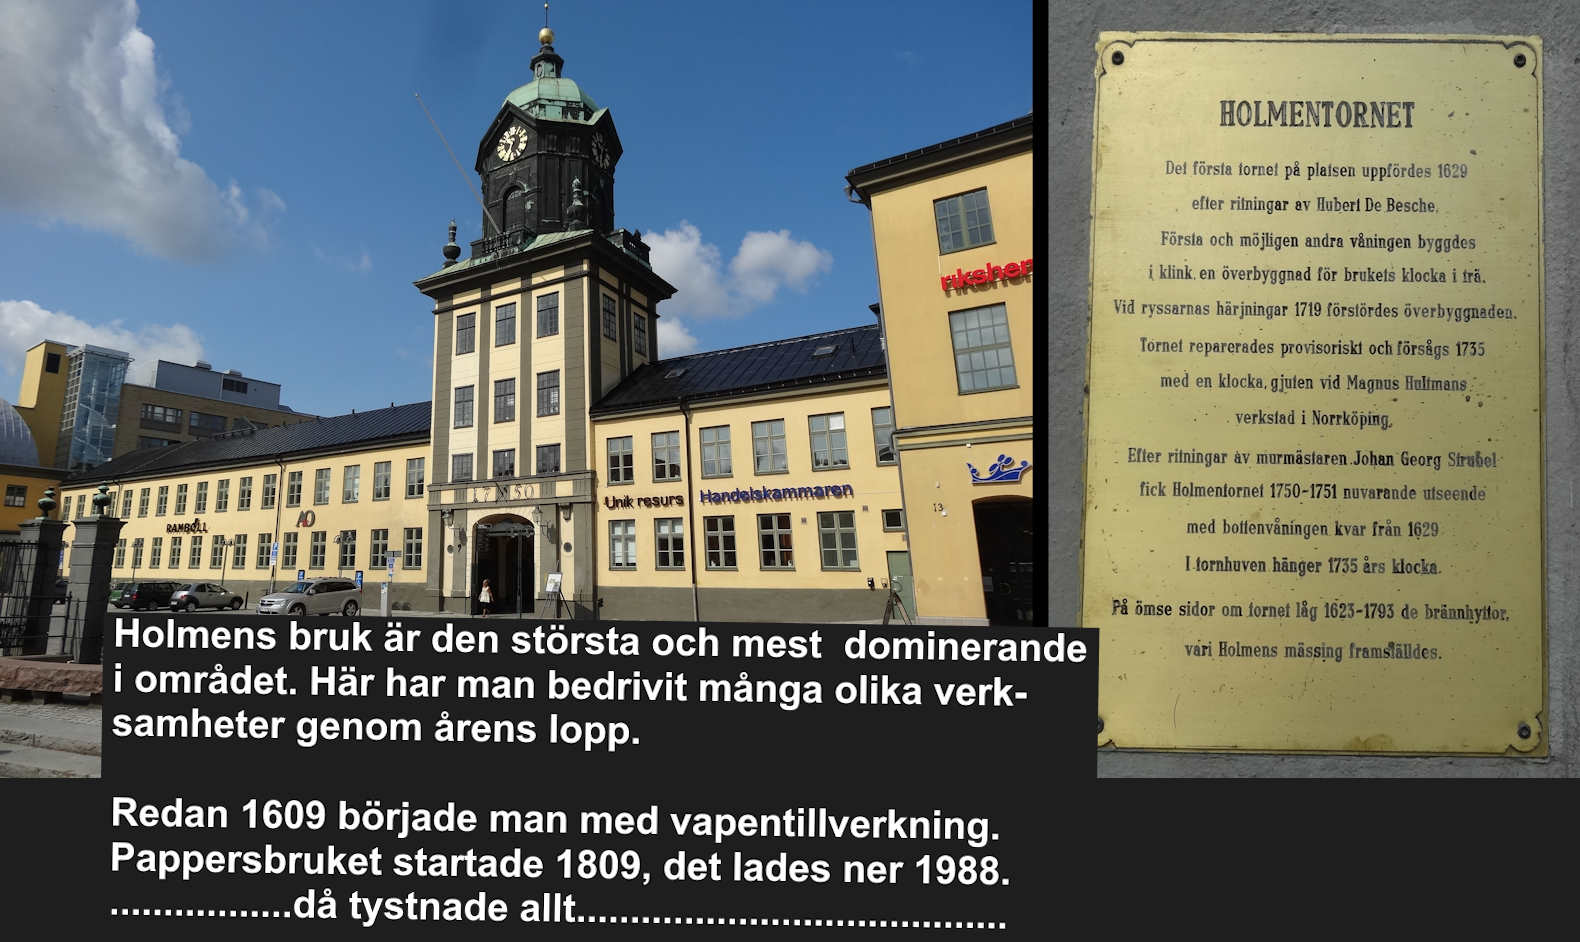 RAMBOLL
AO
1750
Unik resurs
Handelskammaren
13
HOLMENTORNET
Det första tornet på platsen uppfördes 1629
efter ritningar av Hubert De Besche.
Första och möjligen andra våningen byggdes
i klink, en överbyggnad för brukets klocka i trä.
Vid ryssarnas härjningar 1719 förstördes överbyggnaden.
Tornet reparerades provisoriskt och försågs 1735
med en klocka, gjuten vid Magnus Hultmans
verkstad i Norrköping.
Efter ritningar av murmästaren Johan Georg Strubel
fick Holmentornet 1750-1751 nuvarande utseende
med bottenvåningen kvar från 1629
I tornhuven hänger 1735 års klocka.
På ömse sidor om tornet låg 1623-1793 de brännhyttor,
vari Holmens mässing framställdes.
Holmens bruk är den största och mest dominerande
i området. Här har man bedrivit många olika verk-
samheter genom årens lopp.
Redan 1609 började man med vapentillverkning.
Pappersbruket startade 1809, det lades ner 1988.
.................då tystnade allt........................................